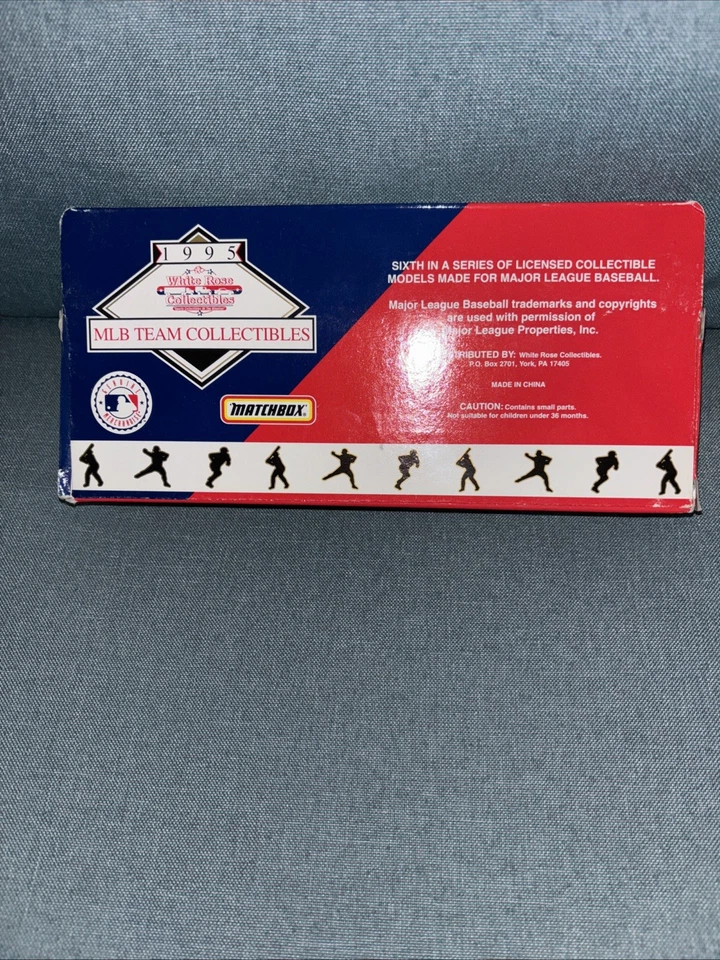 1995
White Rose
Collectibles
MLB TEAM COLLECTIBLES
GENUINE
MERCHANDISE
MATCHBOX®
SIXTH IN A SERIES OF LICENSED COLLECTIBLE
MODELS MADE FOR MAJOR LEAGUE BASEBALL.
Major League Baseball trademarks and copyrights
are used with permission of
Major League Properties, Inc.
TRIBUTED BY: White Rose Collectibles.
P.O. Box 2701, York, PA 17405
MADE IN CHINA
CAUTION: Contains small parts.
Not suitable for children under 36 months.